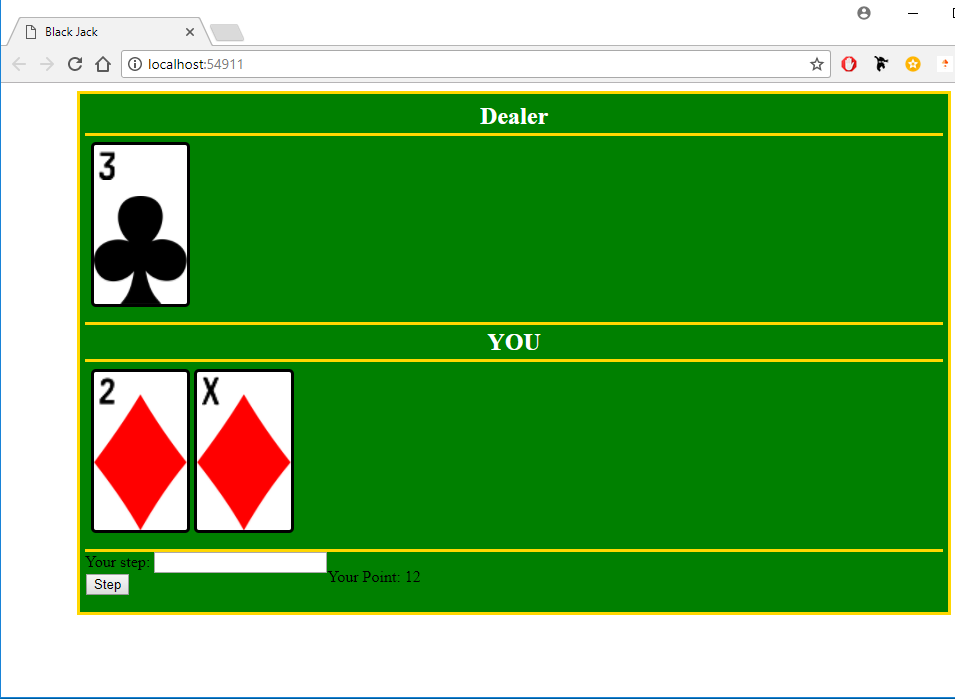 Black Jack
localhost:54911
Dealer
3
YOU
2 X
Your step:
Your Point: 12
Step